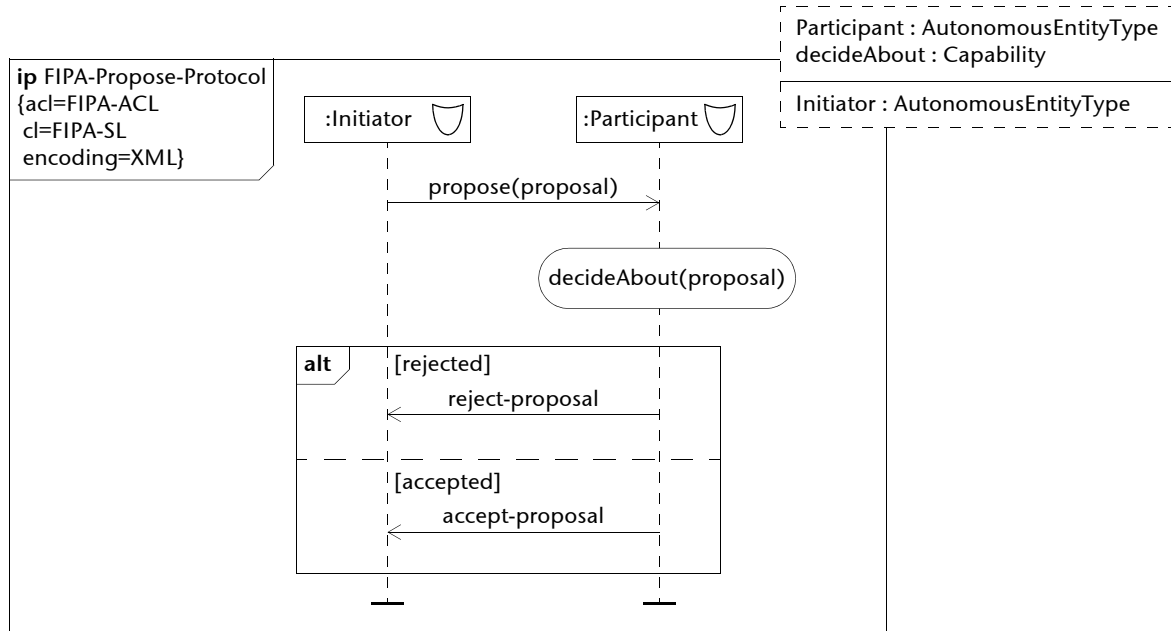 Participant : AutonomousEntityType
decideAbout : Capability
Initiator : AutonomousEntityType
ip FIPA-Propose-Protocol
{acl=FIPA-ACL
cl=FIPA-SL
encoding=XML}
:Initiator
:Participant
propose(proposal)
decideAbout(proposal)
alt
[rejected]
reject-proposal
[accepted]
accept-proposal